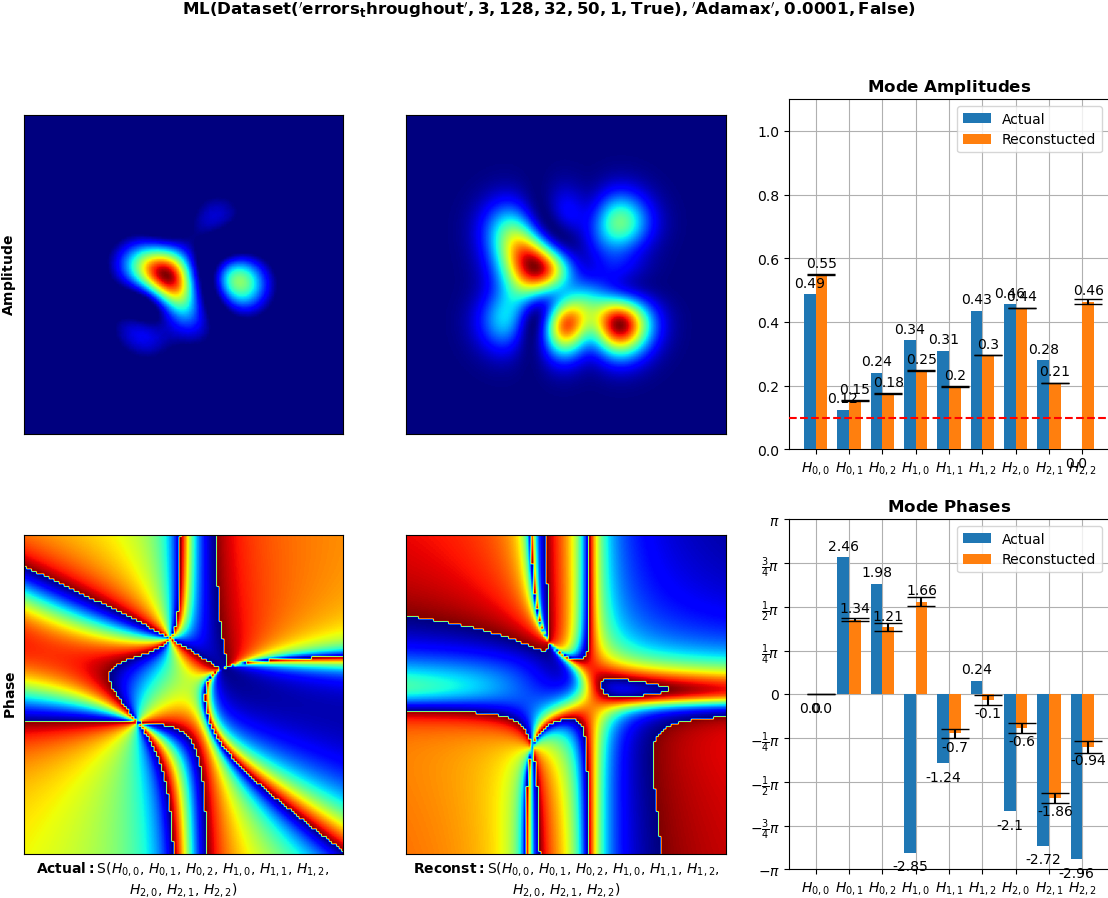 ML(Dataset('errors_throughout', 3, 128, 32, 50, 1, True), 'Adamax', 0.0001, False)
Amplitude
Mode Amplitudes
Actual
Reconstucted
1.0
0.8
0.6
0.4
0.2
0.0
0.49
0.55
0.12
0.15
0.24
0.18
0.34
0.25
0.31
0.2
0.43
0.3
0.46
0.44
0.28
0.21
0.0
0.46
H0,0 H0,1 H0,2 H1,0 H1,1 H1,2 H2,0 H2,1 H2,2
Phase
Mode Phases
Actual
Reconstucted
π
3/4π
1/2π
1/4π
0
−1/4π
−1/2π
−3/4π
−π
0.0
0.0
2.46
1.34
1.98
1.21
-2.85
1.66
-1.24
-0.7
0.24
-0.1
-2.1
-0.6
-2.72
-1.86
-2.96
-0.94
H0,0 H0,1 H0,2 H1,0 H1,1 H1,2 H2,0 H2,1 H2,2
Actual: S(H0,0, H0,1, H0,2, H1,0, H1,1, H1,2,
H2,0, H2,1, H2,2)
Reconst: S(H0,0, H0,1, H0,2, H1,0, H1,1, H1,2,
H2,0, H2,1, H2,2)